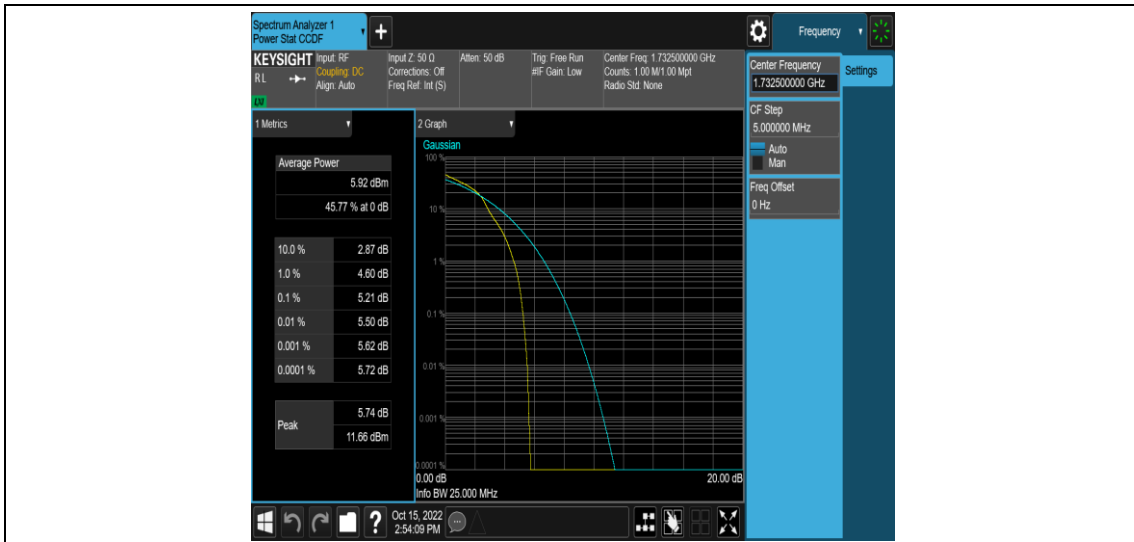 Spectrum Analyzer 1
Power Stat CCDF
Frequency
KEYSIGHT
RL
LM
Input: RF
Coupling: DC
Align: Auto
Input Z: 50 Ω
Corrections: Off
Freq Ref: Int (S)
Atten: 50 dB
Trig: Free Run
#IF Gain: Low
Center Freq: 1.732500000 GHz
Counts: 1.00 M/1.00 Mpt
Radio Std: None
Center Frequency
1.732500000 GHz
Settings
CF Step
5.000000 MHz
Auto
Man
Freq Offset
0 Hz
1 Metrics
Average Power
5.92 dBm
45.77 % at 0 dB
10.0 % 2.87 dB
1.0 % 4.60 dB
0.1 % 5.21 dB
0.01 % 5.50 dB
0.001 % 5.62 dB
0.0001 % 5.72 dB
Peak
5.74 dB
11.66 dBm
2 Graph
Gaussian
100 %
10 %
1 %
0.1 %
0.01 %
0.001 %
0.0001 %
0.00 dB
20.00 dB
Info BW 25.000 MHz
?
Oct 15, 2022
2:54:09 PM